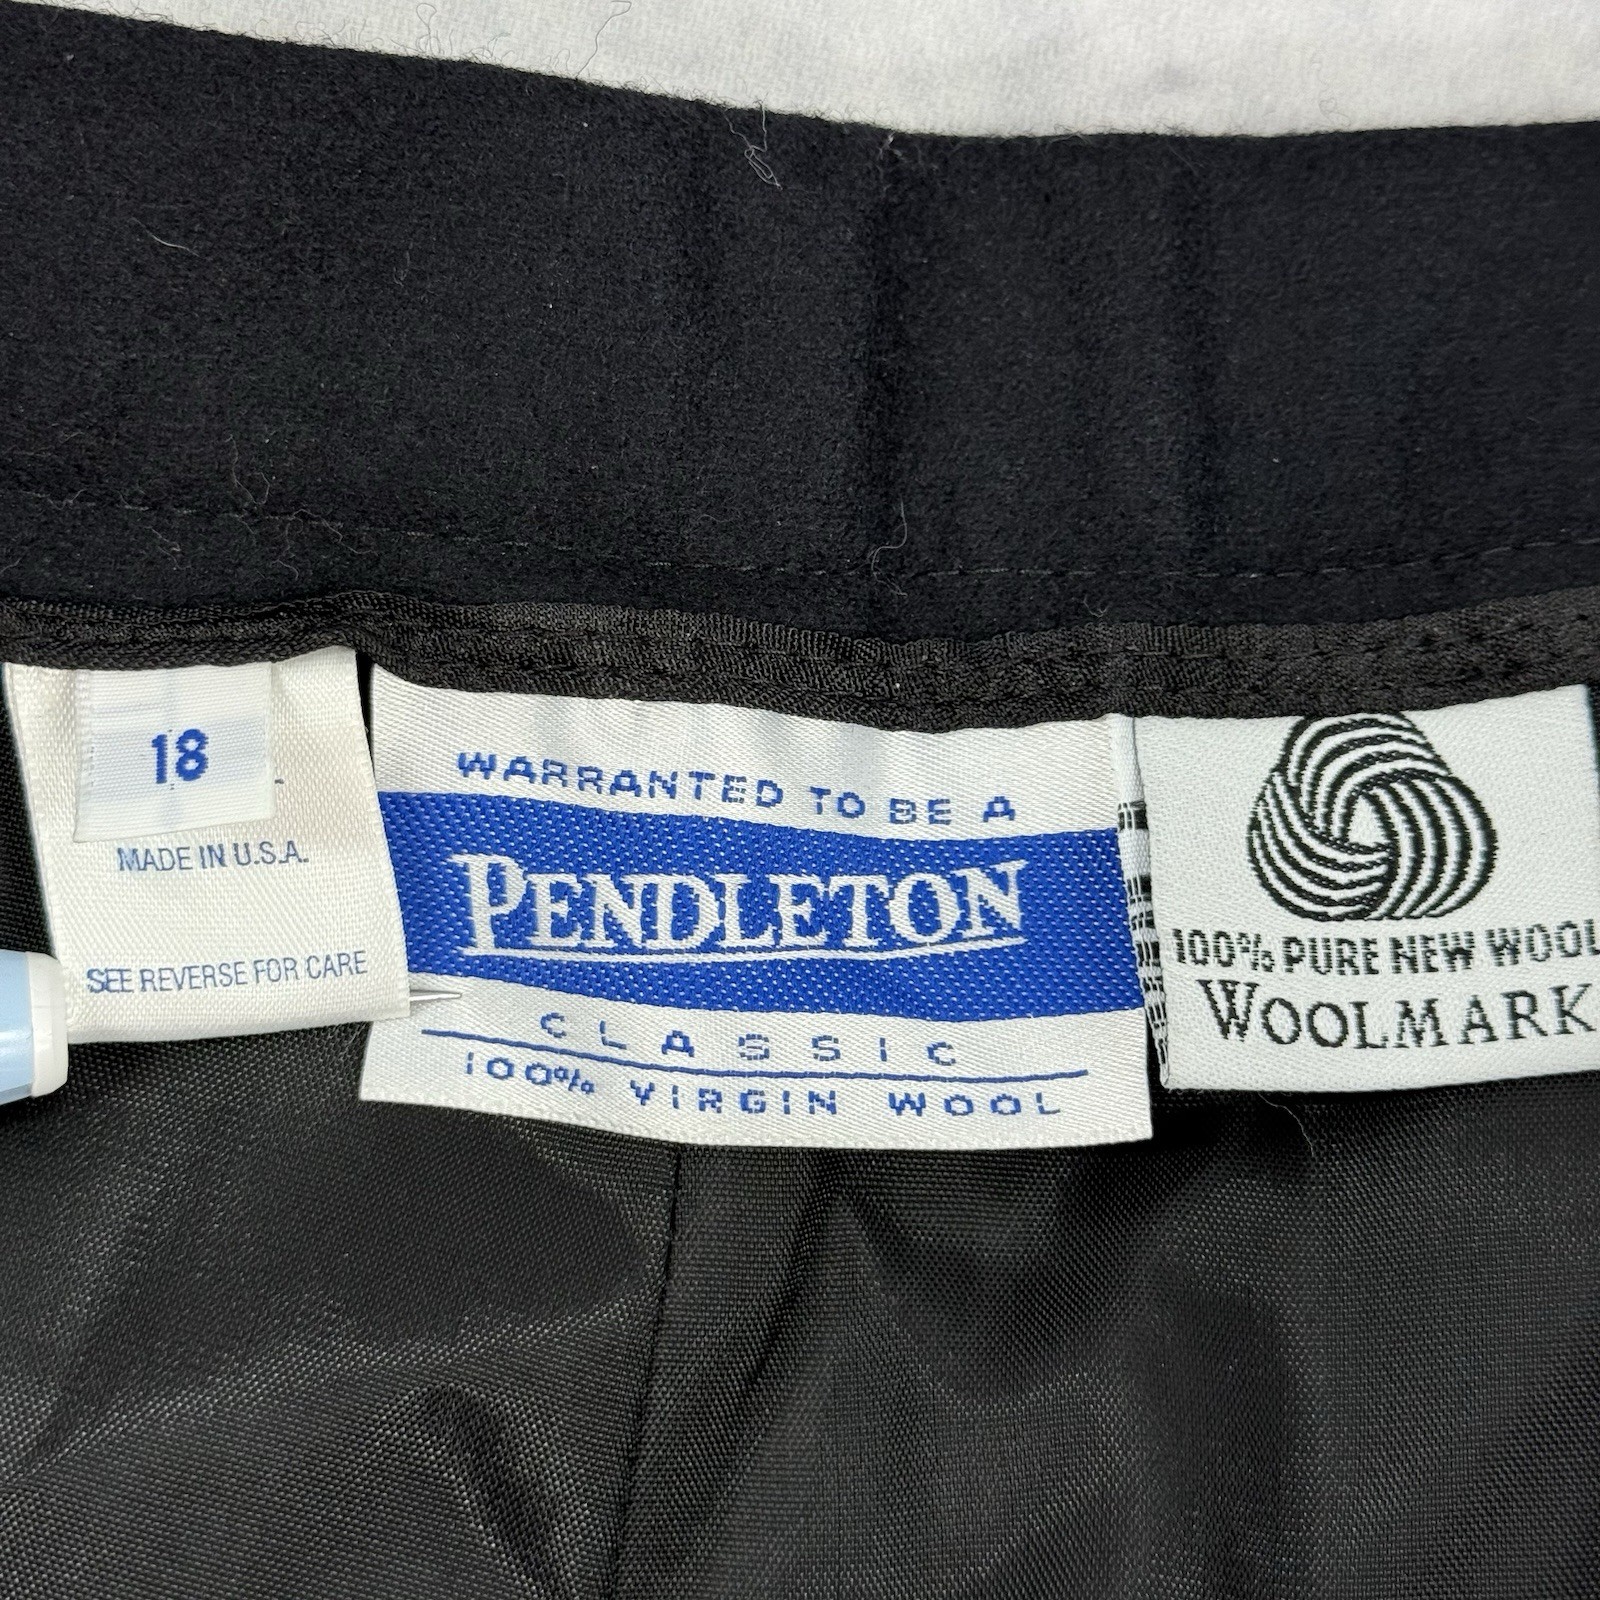 18
MADE IN U.S.A.
SEE REVERSE FOR CARE
WARRANTED TO BE A
PENDLETON
CLASSIC
100% VIRGIN WOOL
100% PURE NEW WOOL
WOOLMARK